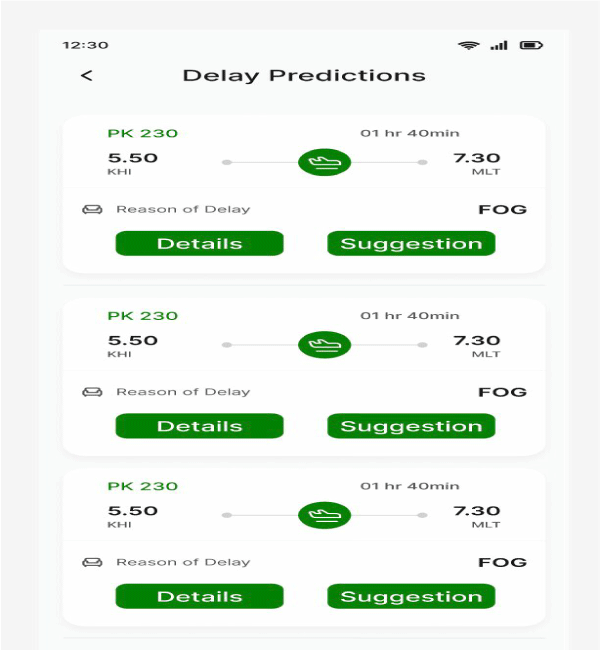 12:30
Delay Predictions
PK 230 01 hr 40min
5.50 7.30
KHI MLT
Reason of Delay FOG
Details Suggestion
PK 230 01 hr 40min
5.50 7.30
KHI MLT
Reason of Delay FOG
Details Suggestion
PK 230 01 hr 40min
5.50 7.30
KHI MLT
Reason of Delay FOG
Details Suggestion